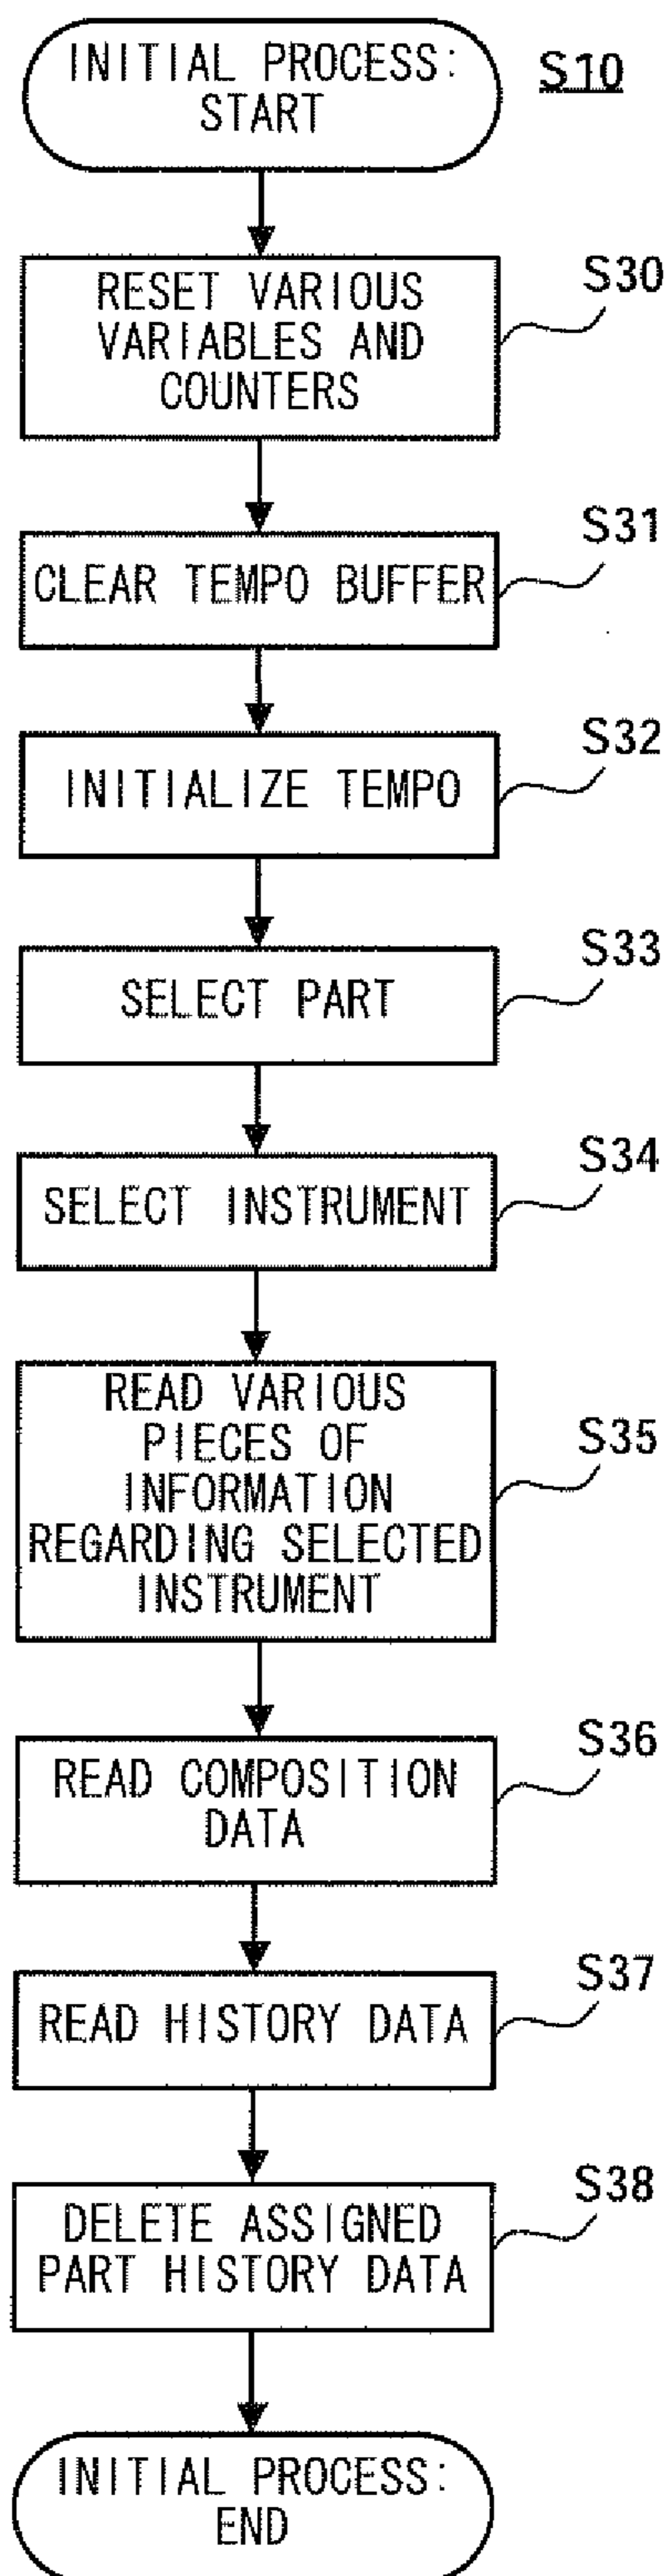 INITIAL PROCESS:
START
S10
RESET VARIOUS
VARIABLES AND
COUNTERS
S30
CLEAR TEMPO BUFFER
S31
INITIALIZE TEMPO
S32
SELECT PART
S33
SELECT INSTRUMENT
S34
READ VARIOUS
PIECES OF
INFORMATION
REGARDING SELECTED
INSTRUMENT
S35
READ COMPOSITION
DATA
S36
READ HISTORY DATA
S37
DELETE ASSIGNED
PART HISTORY DATA
S38
INITIAL PROCESS:
END